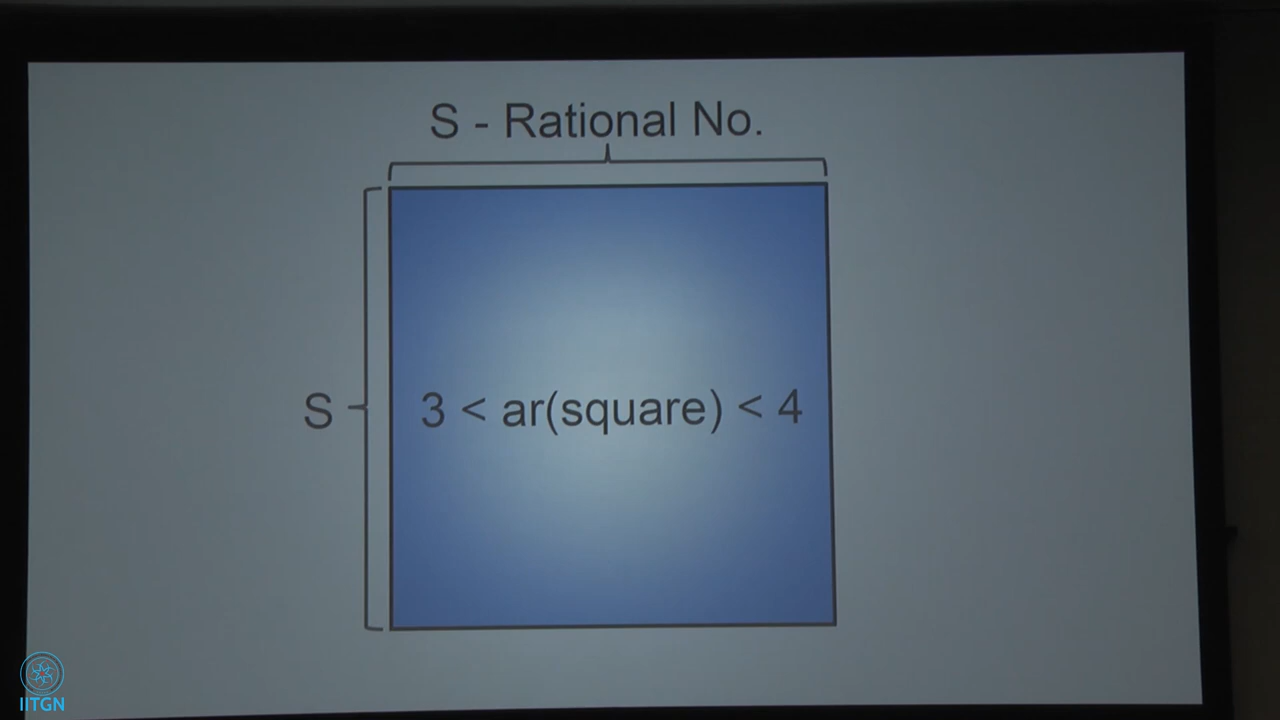 S - Rational No.
S
3 < ar(square) < 4
IITGN